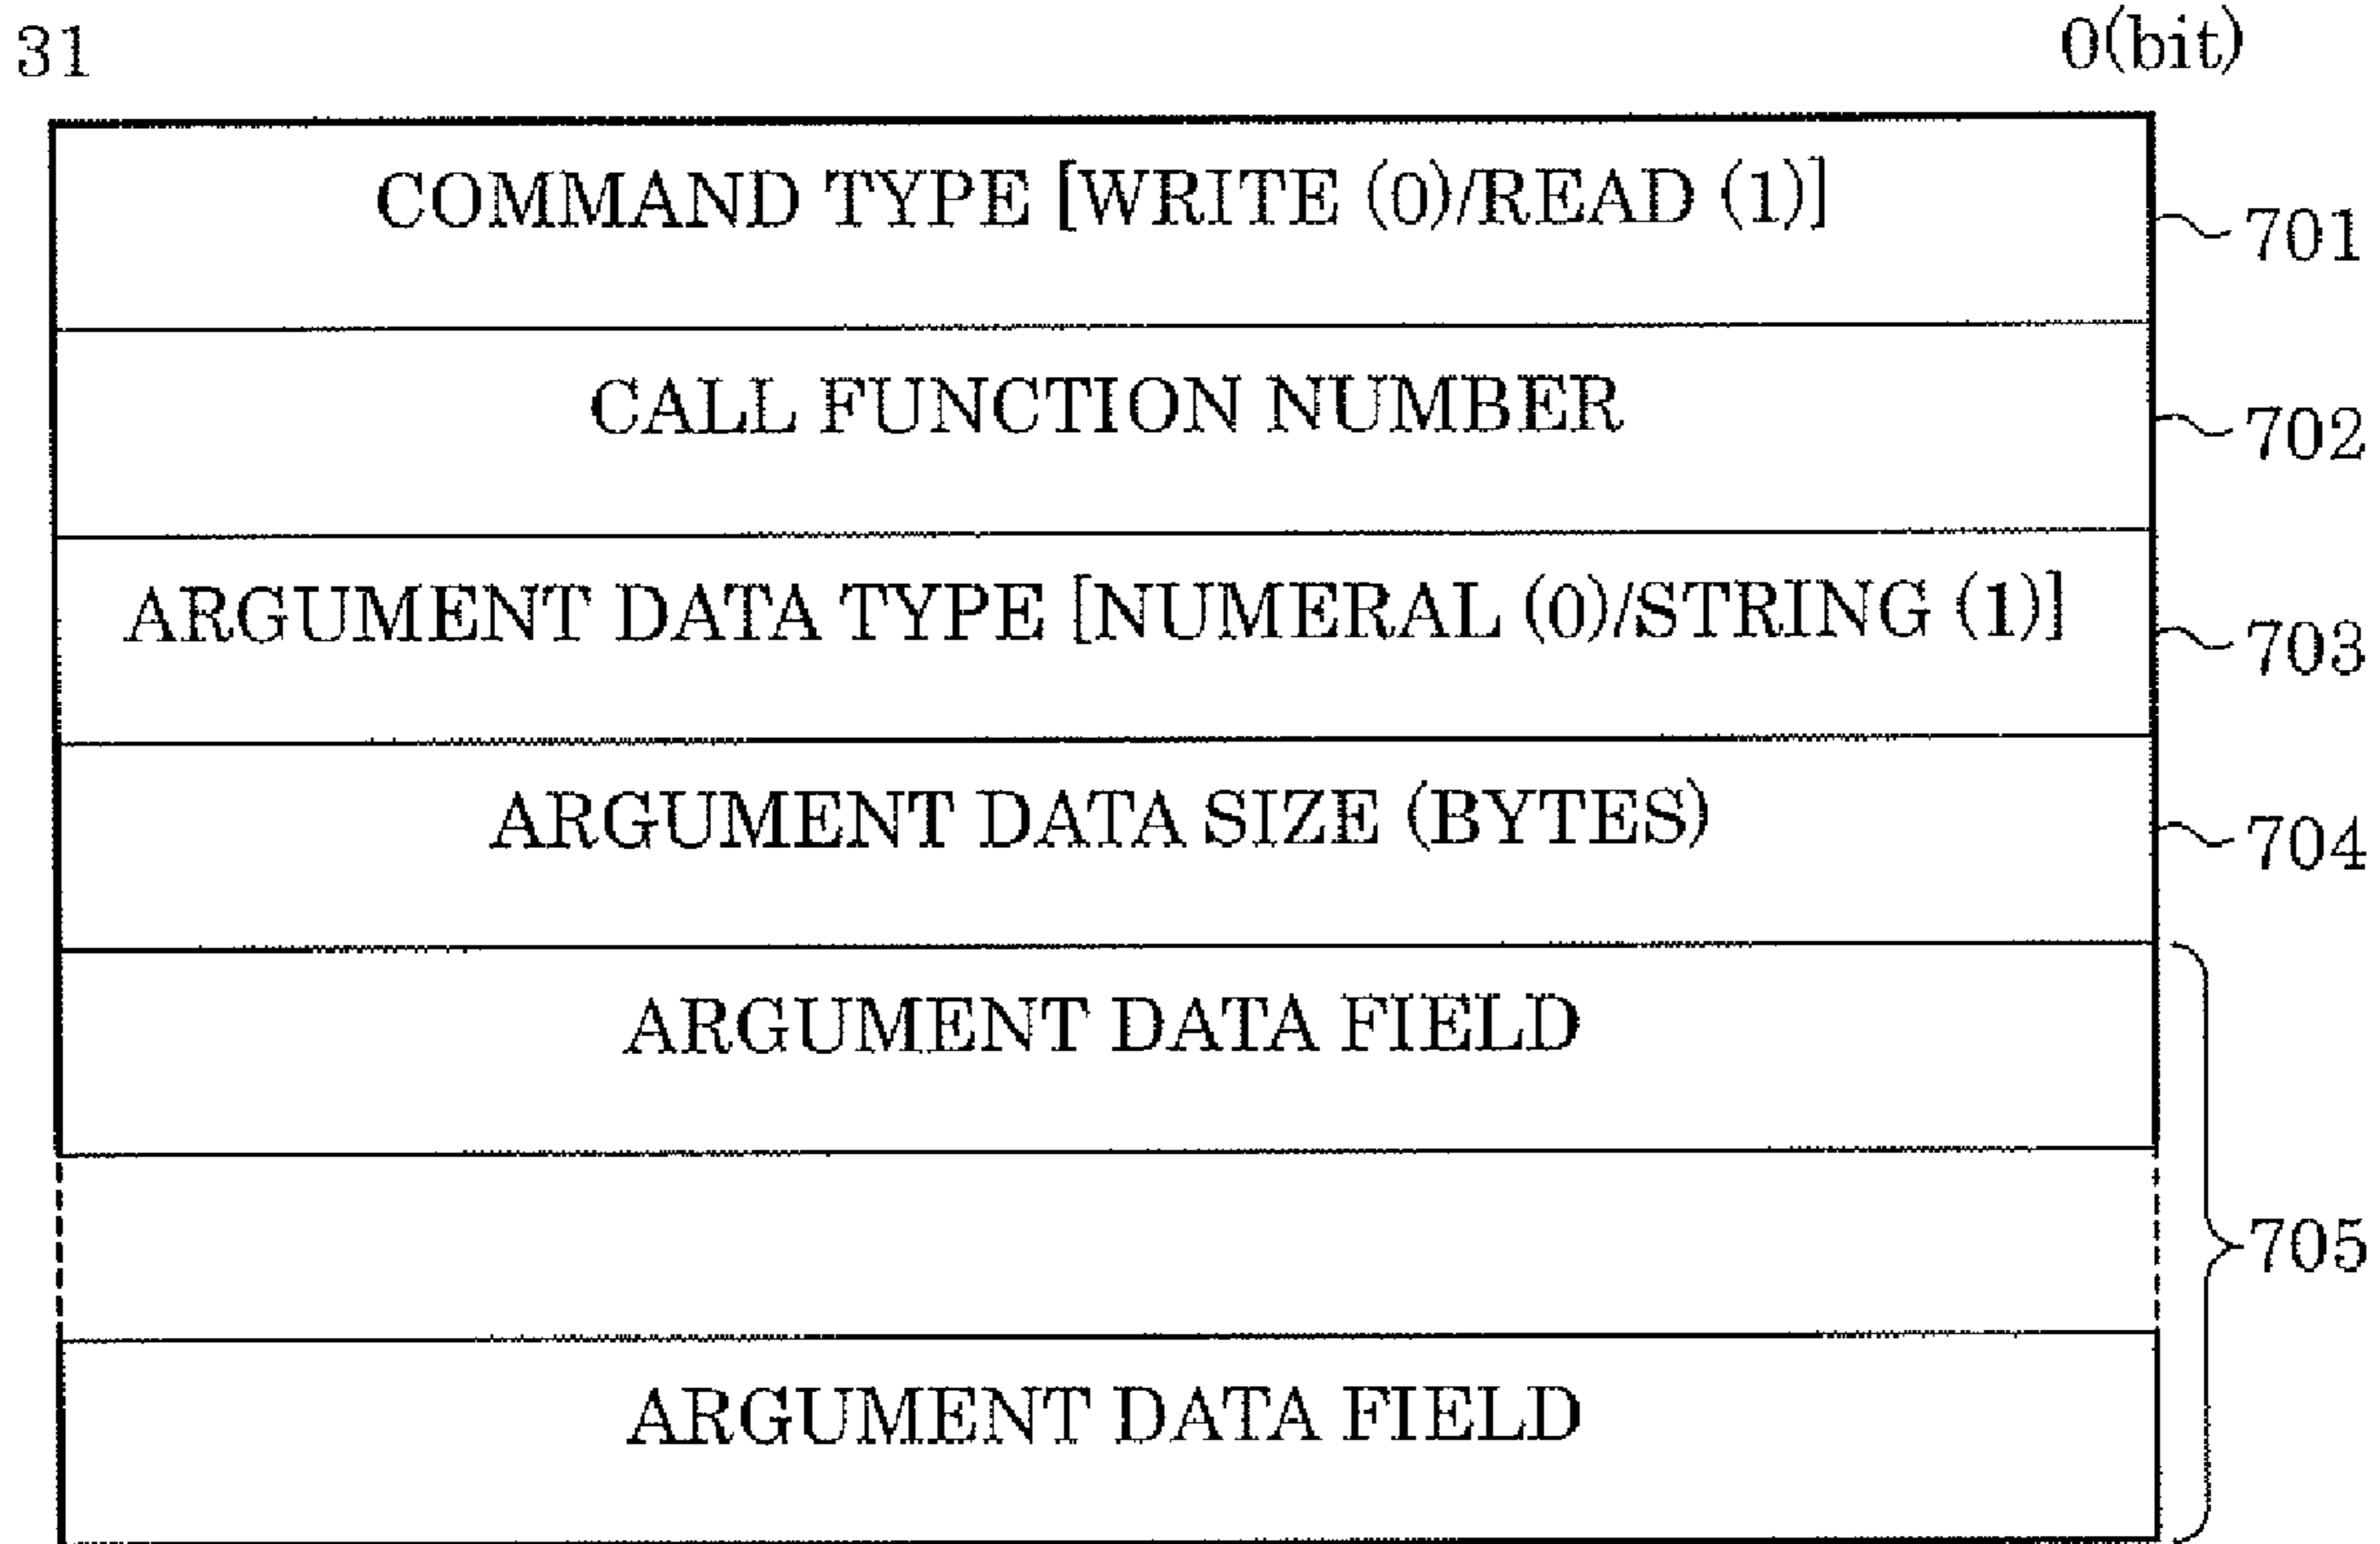 31 0(bit)
COMMAND TYPE [WRITE (0)/READ (1)] 701
CALL FUNCTION NUMBER 702
ARGUMENT DATA TYPE [NUMERAL (0)/STRING (1)] 703
ARGUMENT DATA SIZE (BYTES) 704
ARGUMENT DATA FIELD
705
ARGUMENT DATA FIELD